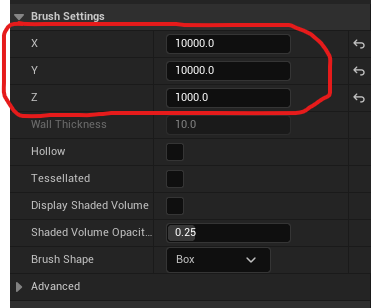 Brush Settings
X 10000.0
Y 10000.0
Z 1000.0
Wall Thickness 10.0
Hollow
Tessellated
Display Shaded Volume
Shaded Volume Opacit... 0.25
Brush Shape Box
Advanced